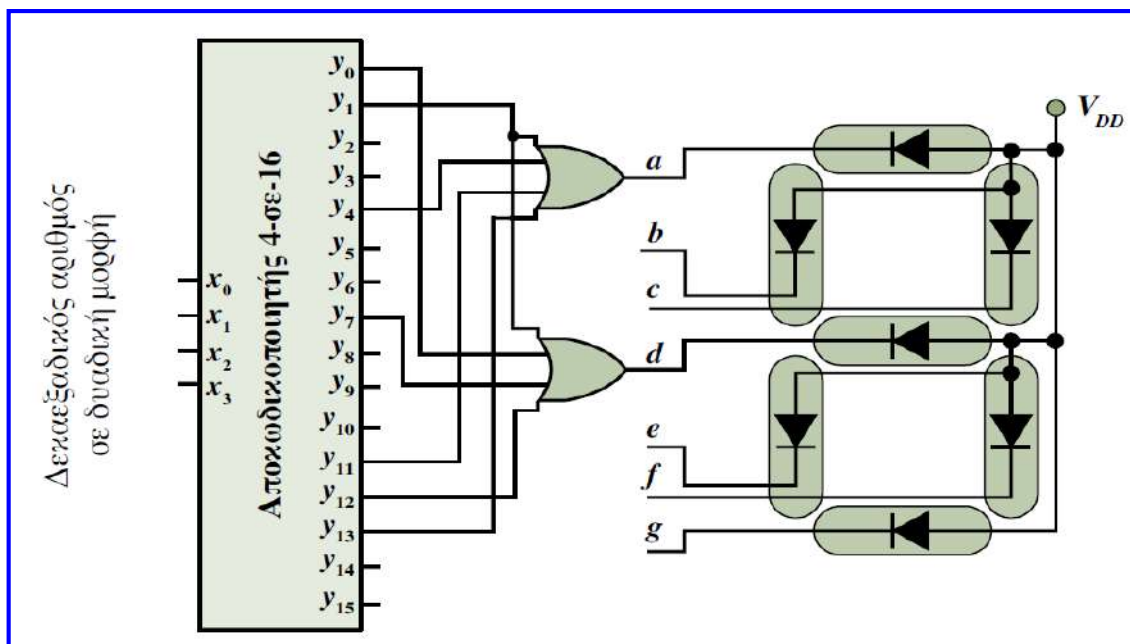 Δεκαεξαδικός αριθμός
σε δυαδική μορφή
x0
x1
x2
x3
Αποκωδικοποιητής 4-σε-16
y0
y1
y2
y3
y4
y5
y6
y7
y8
y9
y10
y11
y12
y13
y14
y15
a
b
c
d
e
f
g
VDD